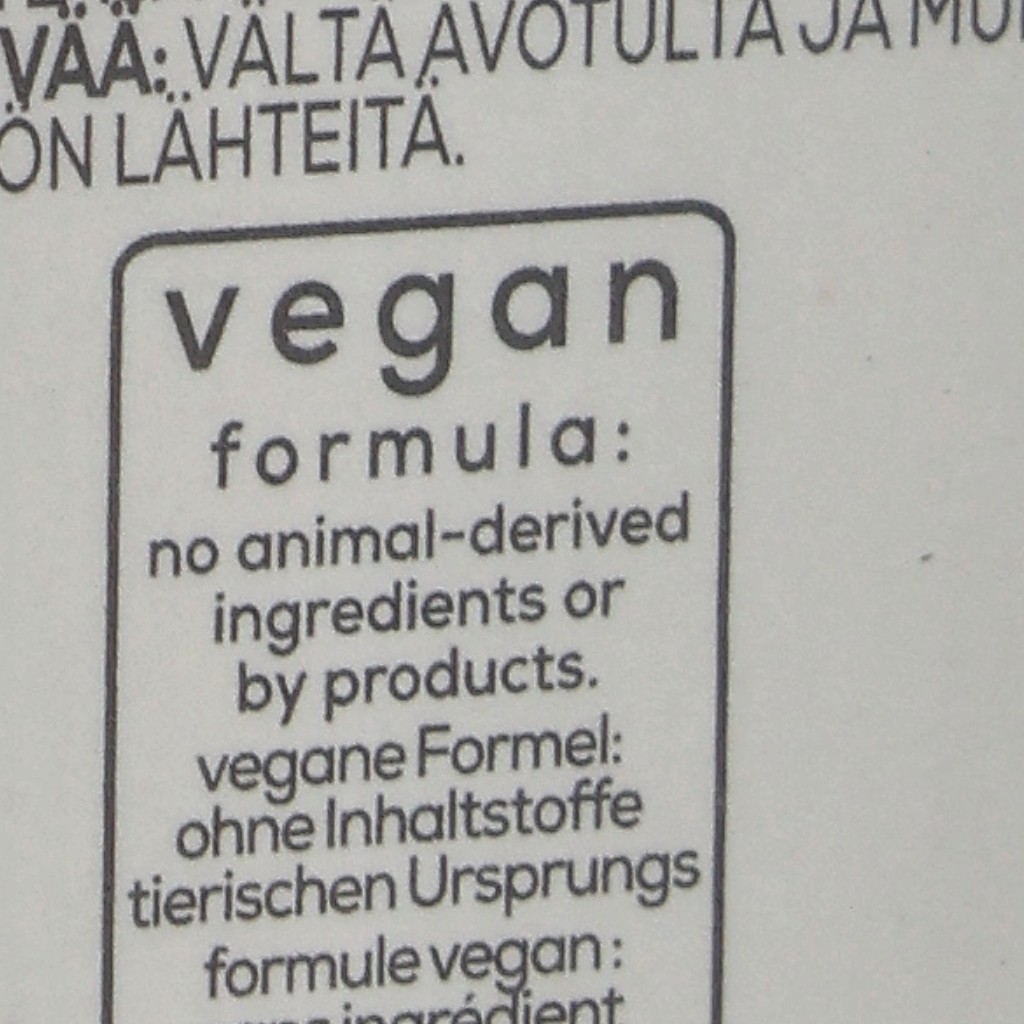 VÄÄ: VÄLTÄ AVOTULTA JA
ÖN LÄHTEITÄ.
vegan
formula:
no animal-derived
ingredients or
by products.
vegane Formel:
ohne Inhaltstoffe
tierischen Ursprungs
formule vegan :
ingrédient